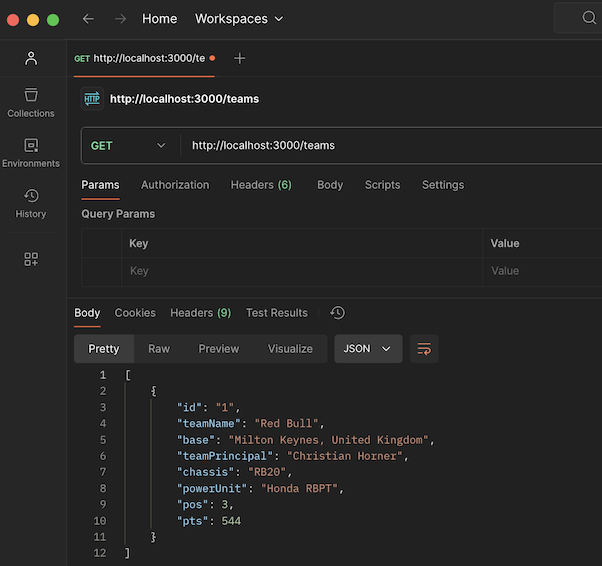 Home Workspaces
GET http://localhost:3000/te
HTTP http://localhost:3000/teams
Collections
Environments
History
GET http://localhost:3000/teams
Params Authorization Headers (6) Body Scripts Settings
Query Params
Key Value
Key Value
Body Cookies Headers (9) Test Results
Pretty Raw Preview Visualize JSON
1 [
2 {
3 "id": "1",
4 "teamName": "Red Bull",
5 "base": "Milton Keynes, United Kingdom",
6 "teamPrincipal": "Christian Horner",
7 "chassis": "RB20",
8 "powerUnit": "Honda RBPT",
9 "pos": 3,
10 "pts": 544
11 }
12 ]